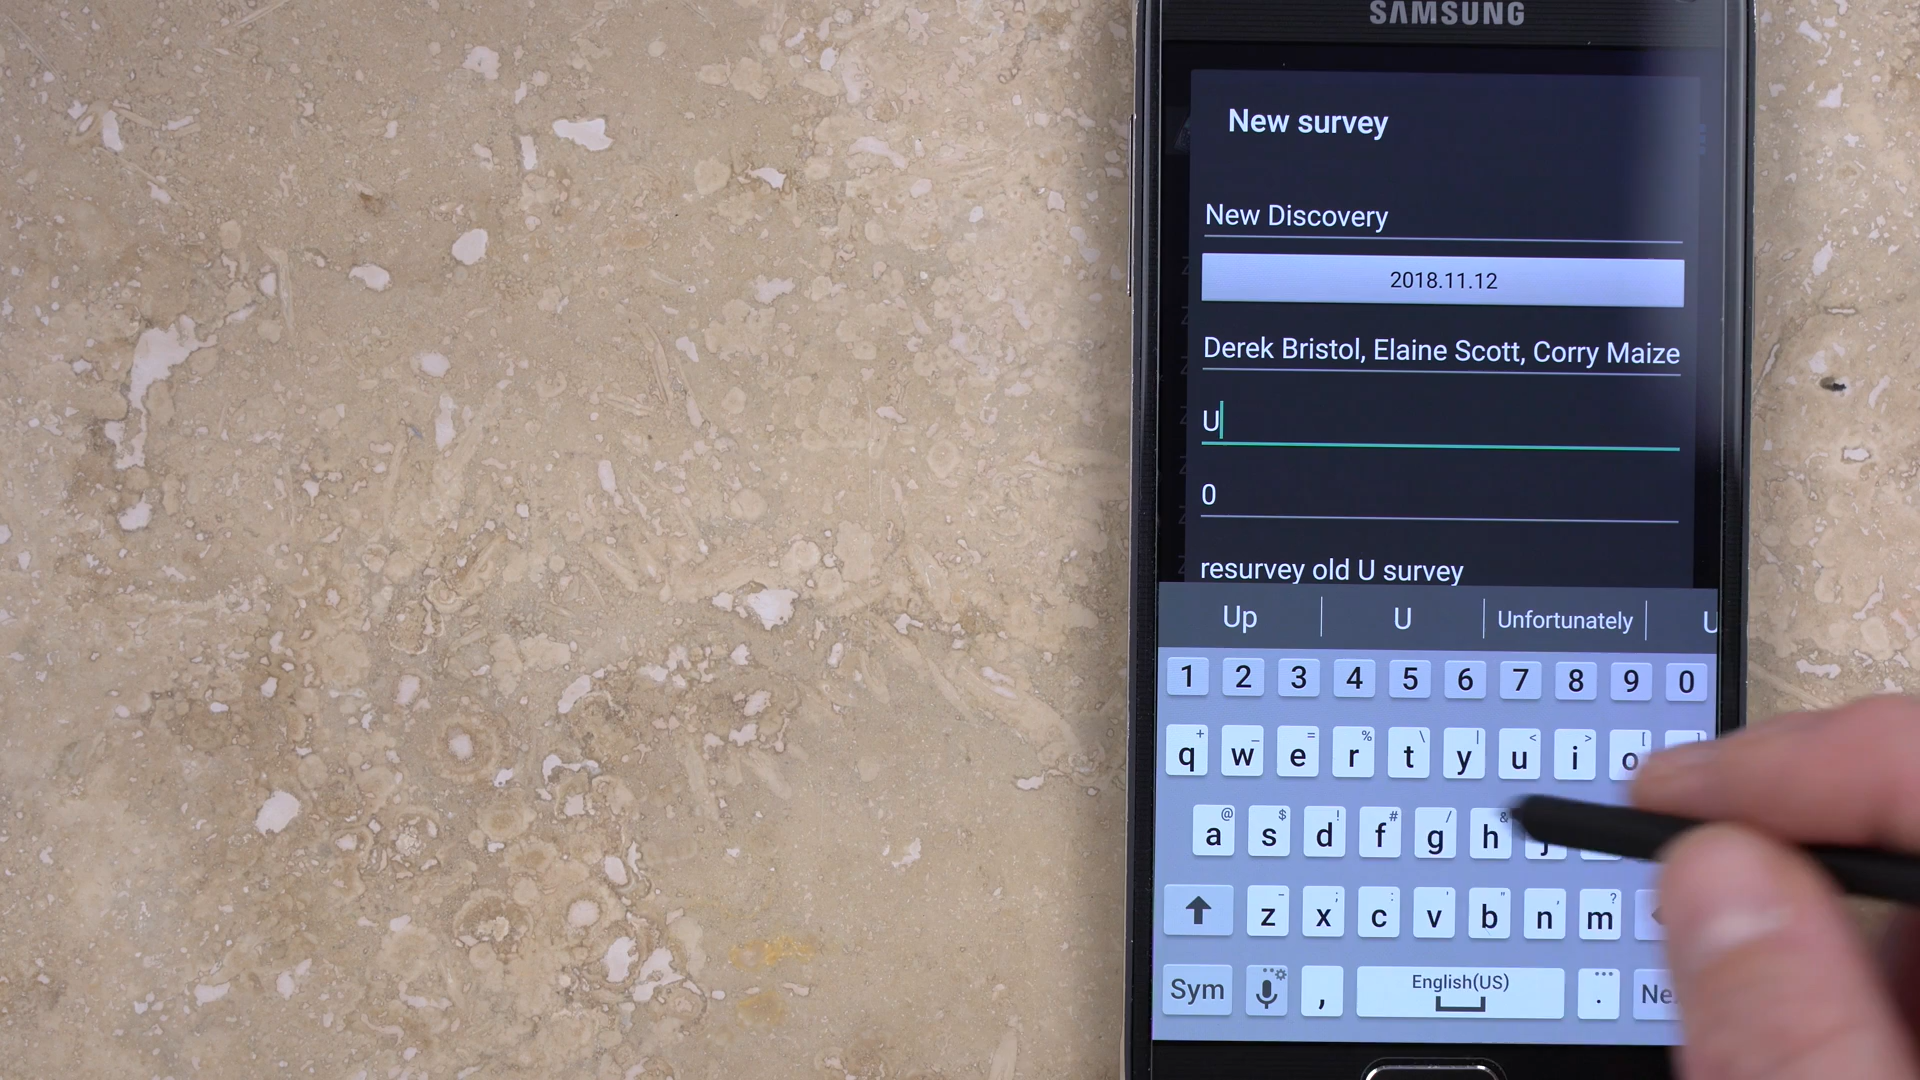 SAMSUNG
New survey
New Discovery
2018.11.12
Derek Bristol, Elaine Scott, Corry Maize
U
0
resurvey old U survey
Up U Unfortunately U
1 2 3 4 5 6 7 8 9 0
+ _ = % \ | < > [ ]
q w e r t y u i o
@ $ ! # / &
a s d f g h j
- ; : ' " , ?
z x c v b n m
Sym , English(US) .